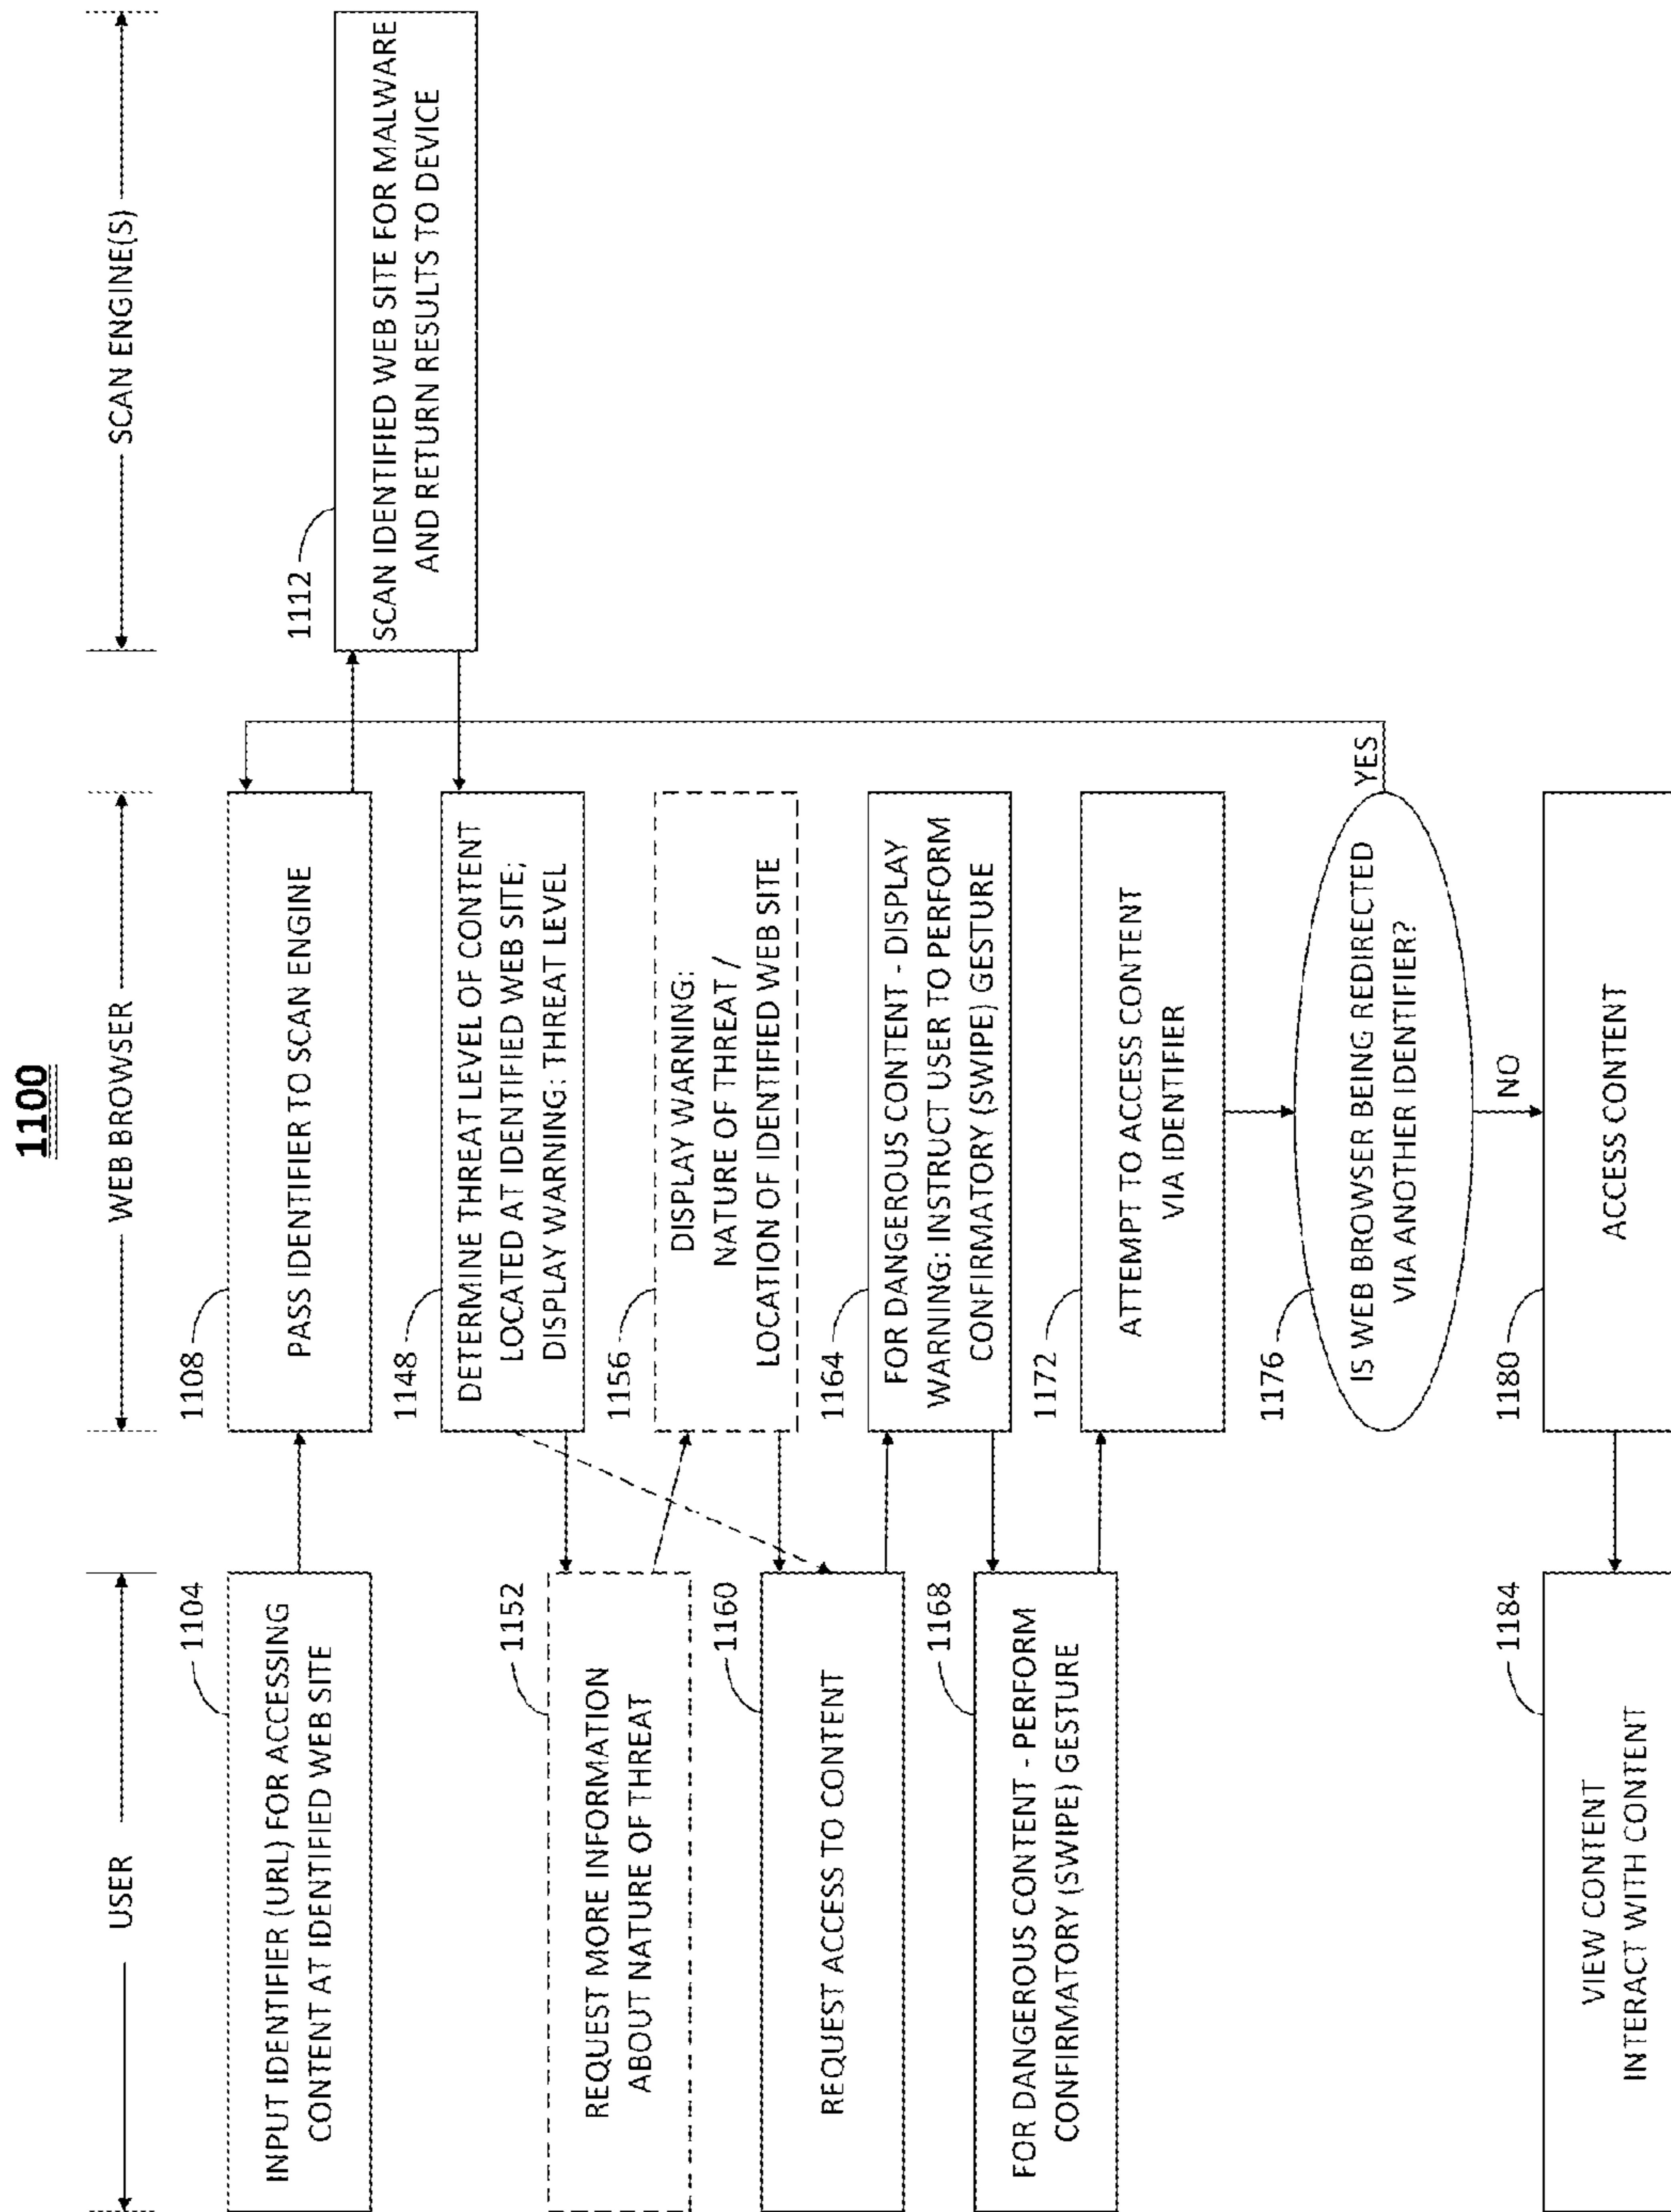 1100
USER
WEB BROWSER
SCAN ENGINE(S)
1104
INPUT IDENTIFIER (URL) FOR ACCESSING
CONTENT AT IDENTIFIED WEB SITE
1108
PASS IDENTIFIER TO SCAN ENGINE
1112
SCAN IDENTIFIED WEB SITE FOR MALWARE
AND RETURN RESULTS TO DEVICE
1148
DETERMINE THREAT LEVEL OF CONTENT
LOCATED AT IDENTIFIED WEB SITE;
DISPLAY WARNING: THREAT LEVEL
1152
REQUEST MORE INFORMATION
ABOUT NATURE OF THREAT
1156
DISPLAY WARNING:
NATURE OF THREAT /
LOCATION OF IDENTIFIED WEB SITE
1160
REQUEST ACCESS TO CONTENT
1164
FOR DANGEROUS CONTENT - DISPLAY
WARNING: INSTRUCT USER TO PERFORM
CONFIRMATORY (SWIPE) GESTURE
1168
FOR DANGEROUS CONTENT - PERFORM
CONFIRMATORY (SWIPE) GESTURE
1172
ATTEMPT TO ACCESS CONTENT
VIA IDENTIFIER
1176
IS WEB BROWSER BEING REDIRECTED
VIA ANOTHER IDENTIFIER?
YES
NO
1180
ACCESS CONTENT
1184
VIEW CONTENT
INTERACT WITH CONTENT